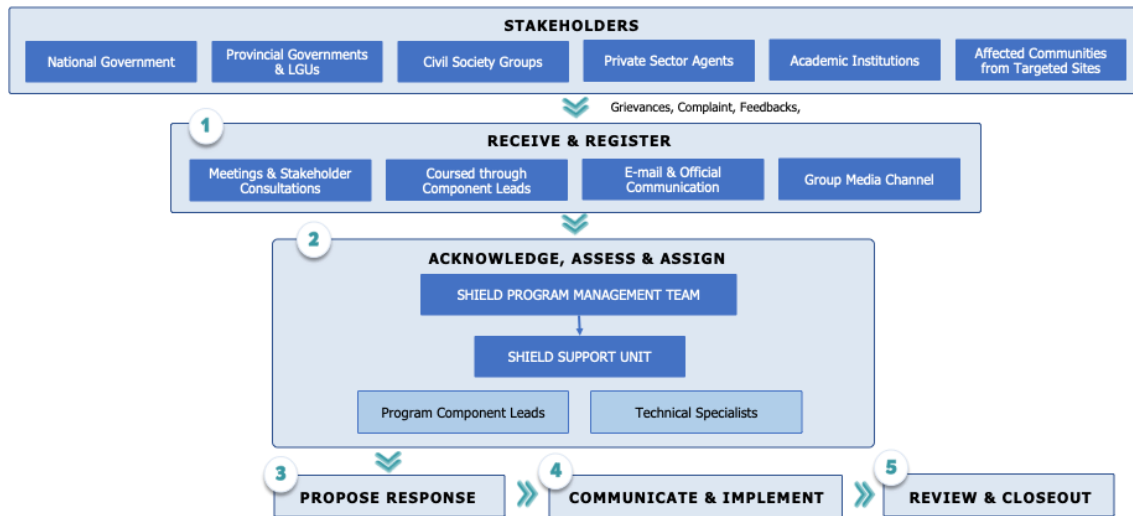 STAKEHOLDERS
National Government
Provincial Governments
& LGUs
Civil Society Groups
Private Sector Agents
Academic Institutions
Affected Communities
from Targeted Sites
Grievances, Complaint, Feedbacks,
1
RECEIVE & REGISTER
Meetings & Stakeholder
Consultations
Coursed through
Component Leads
E-mail & Official
Communication
Group Media Channel
2
ACKNOWLEDGE, ASSESS & ASSIGN
SHIELD PROGRAM MANAGEMENT TEAM
SHIELD SUPPORT UNIT
Program Component Leads
Technical Specialists
3
PROPOSE RESPONSE
4
COMMUNICATE & IMPLEMENT
5
REVIEW & CLOSEOUT